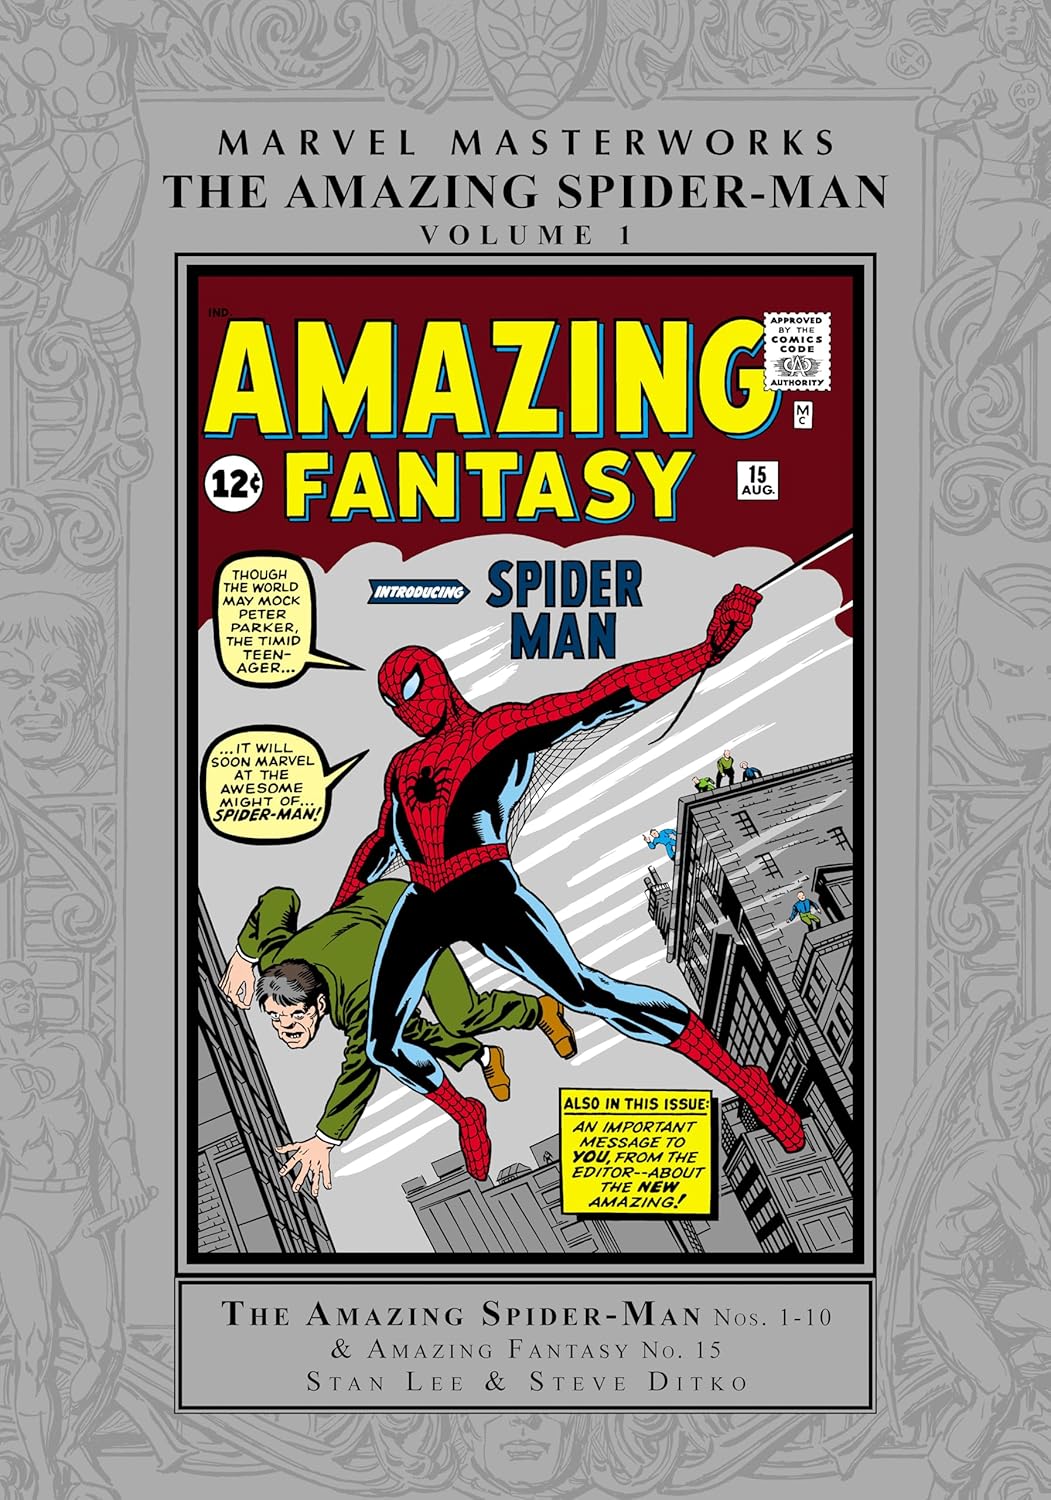 MARVEL MASTERWORKS
THE AMAZING SPIDER-MAN
VOLUME 1
IND.
AMAZING
FANTASY
APPROVED
BY THE
COMICS
CODE
CA
AUTHORITY
M
C
12¢
15
AUG.
INTRODUCING
SPIDER
MAN
THOUGH
THE WORLD
MAY MOCK
PETER
PARKER,
THE TIMID
TEEN-
AGER...
...IT WILL
SOON MARVEL
AT THE
AWESOME
MIGHT OF...
SPIDER-MAN!
ALSO IN THIS ISSUE:
AN IMPORTANT
MESSAGE TO
YOU, FROM THE
EDITOR--ABOUT
THE NEW
AMAZING!
DD
THE AMAZING SPIDER-MAN NOS. 1-10
& AMAZING FANTASY NO. 15
STAN LEE & STEVE DITKO